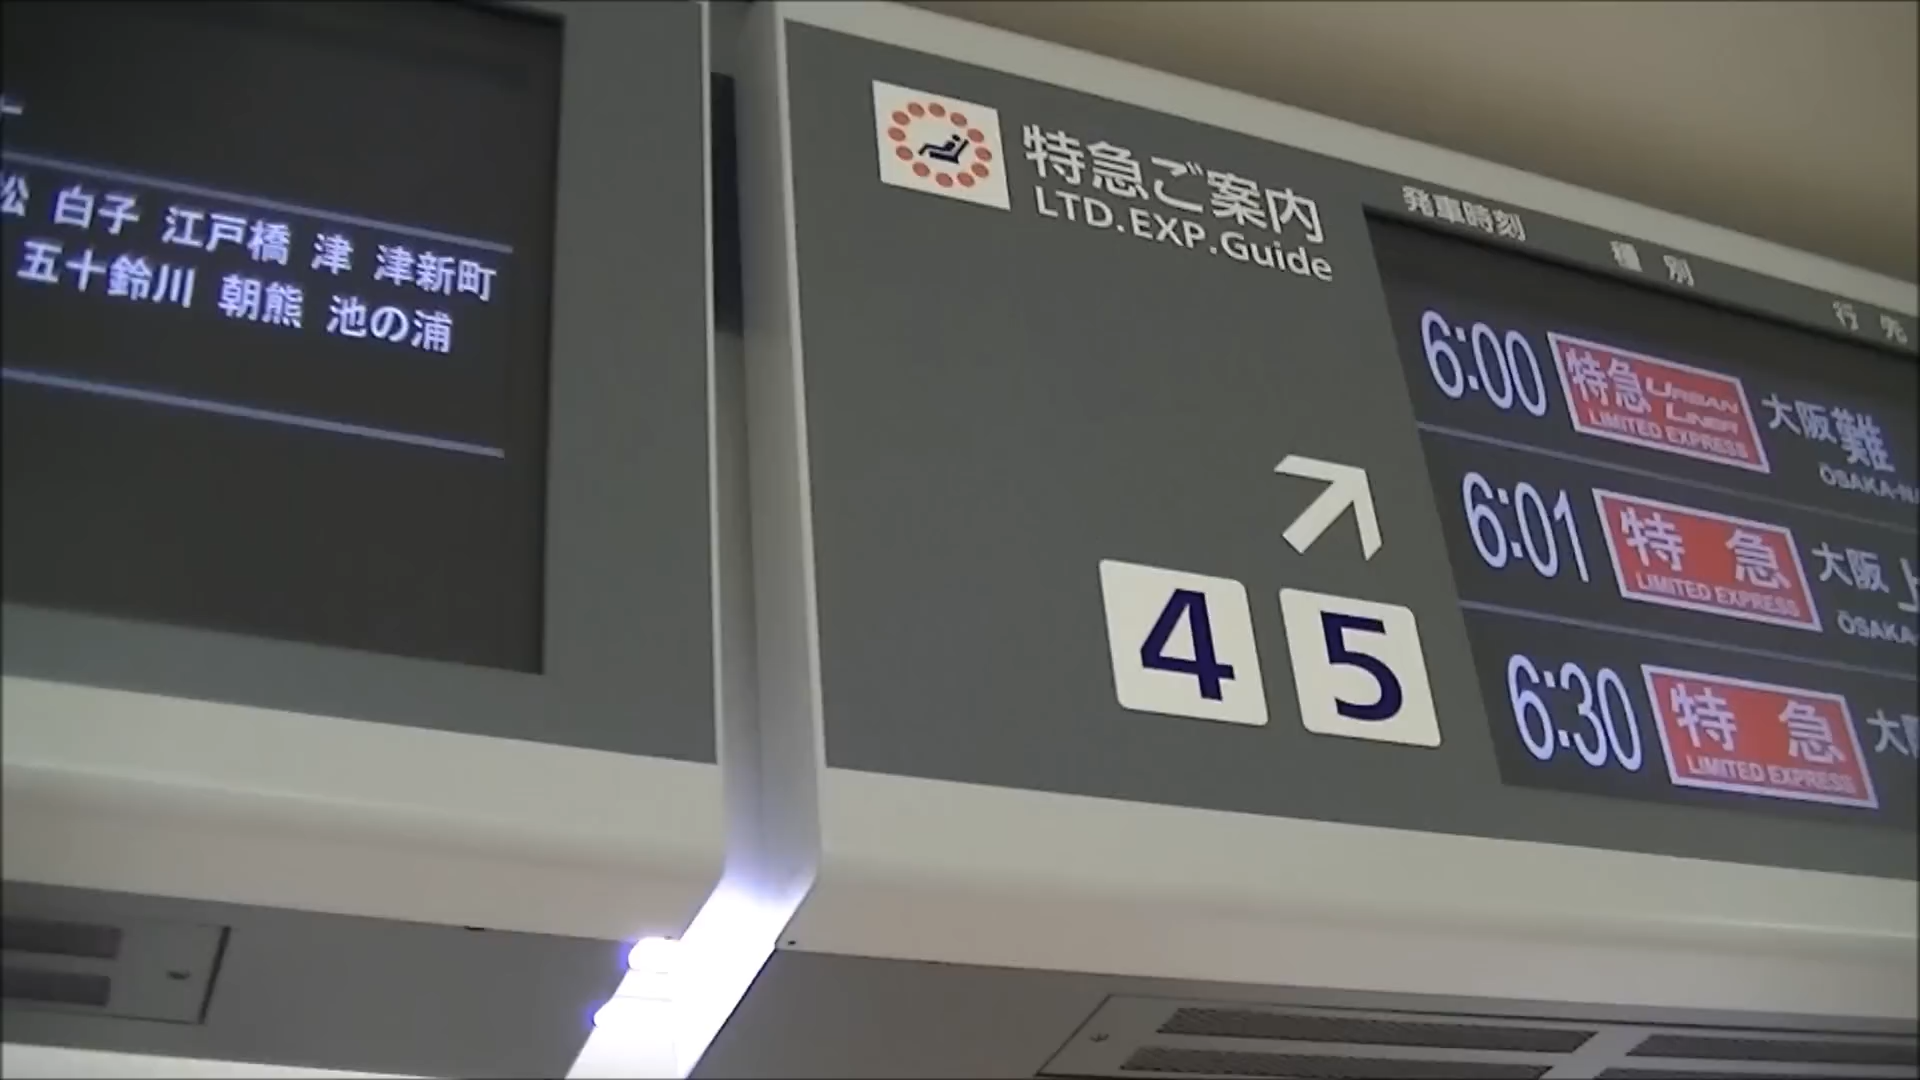 松 白子 江戸橋 津 津新町
五十鈴川 朝熊 池の浦
特急ご案内
LTD.EXP.Guide
4 5
発車時刻 種別 行先
6:00 特急 URBAN LINER LIMITED EXPRESS 大阪難
OSAKA-NA
6:01 特急 LIMITED EXPRESS 大阪上
OSAKA-
6:30 特急 LIMITED EXPRESS 大阪